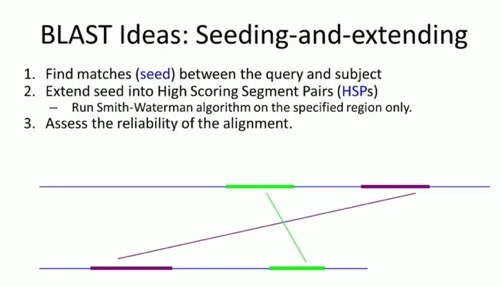 BLAST Ideas: Seeding-and-extending
1. Find matches (seed) between the query and subject
2. Extend seed into High Scoring Segment Pairs (HSPs)
– Run Smith-Waterman algorithm on the specified region only.
3. Assess the reliability of the alignment.